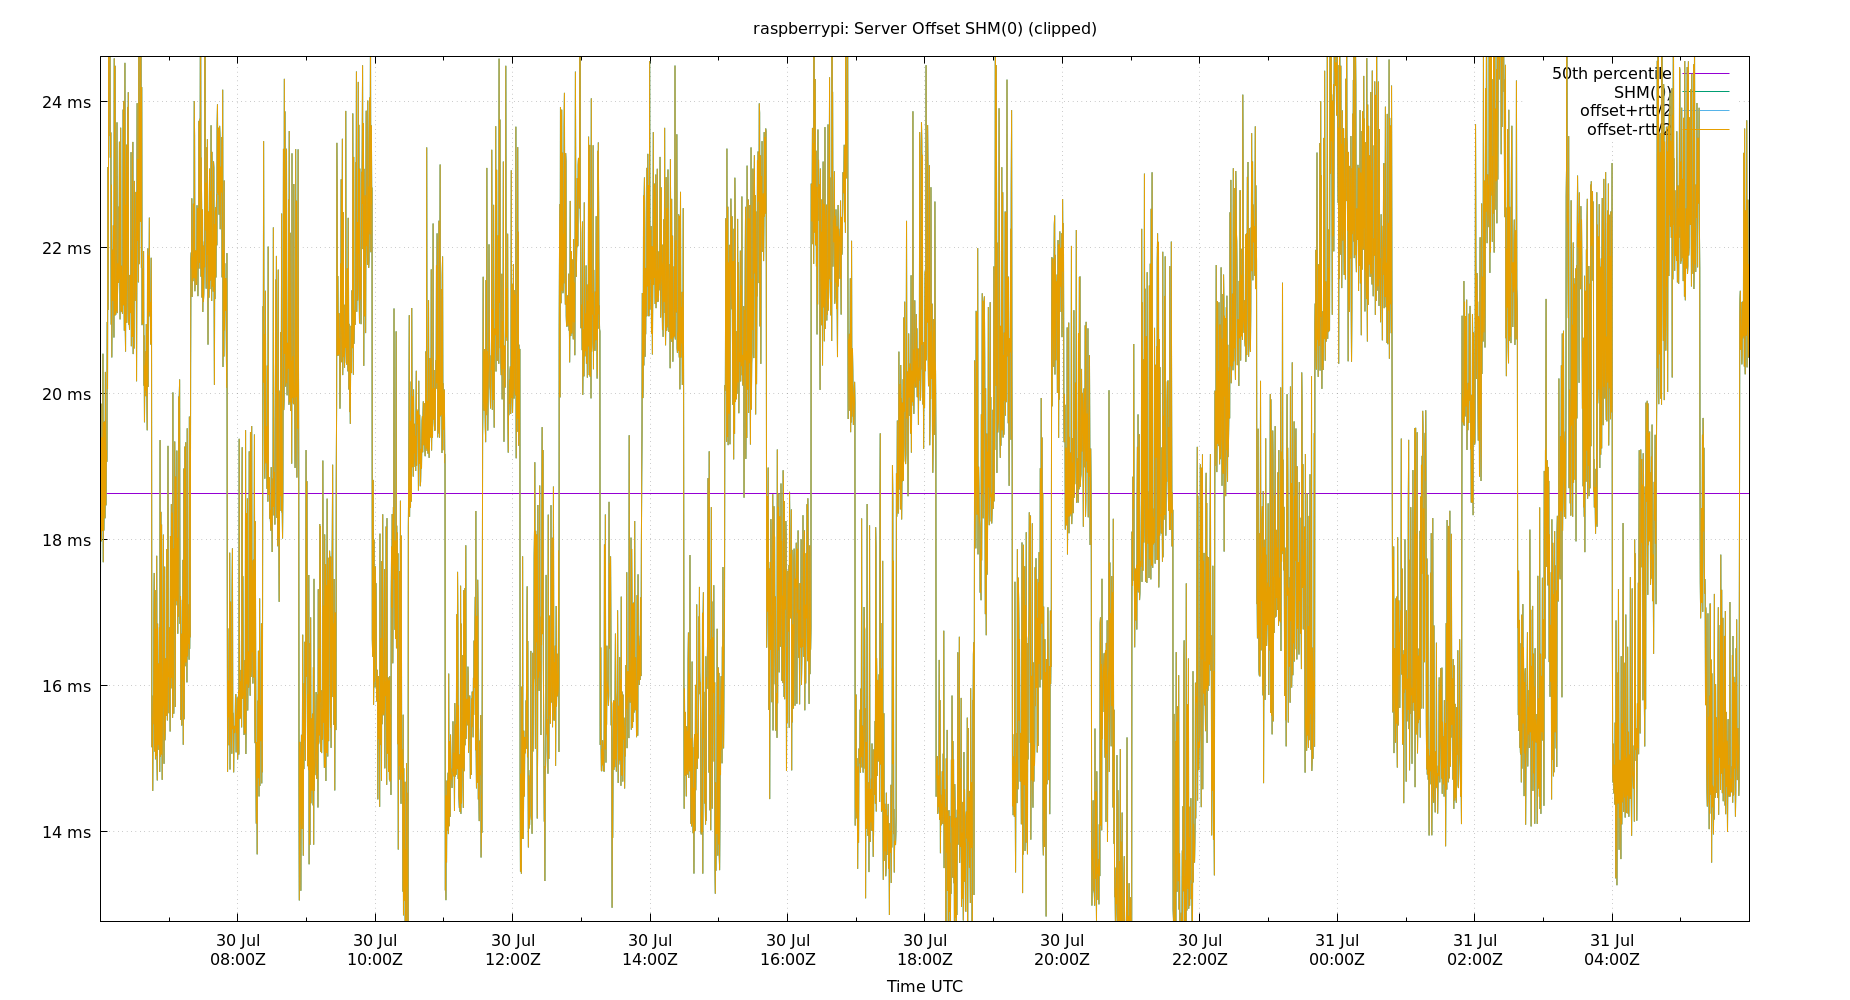 raspberrypi: Server Offset SHM(0) (clipped)
50th percentile
SHM(0)
offset+rtt/2
offset-rtt/2
24 ms
22 ms
20 ms
18 ms
16 ms
14 ms
30 Jul 30 Jul 30 Jul 30 Jul 30 Jul 30 Jul 30 Jul 30 Jul 31 Jul 31 Jul 31 Jul
08:00Z 10:00Z 12:00Z 14:00Z 16:00Z 18:00Z 20:00Z 22:00Z 00:00Z 02:00Z 04:00Z
Time UTC